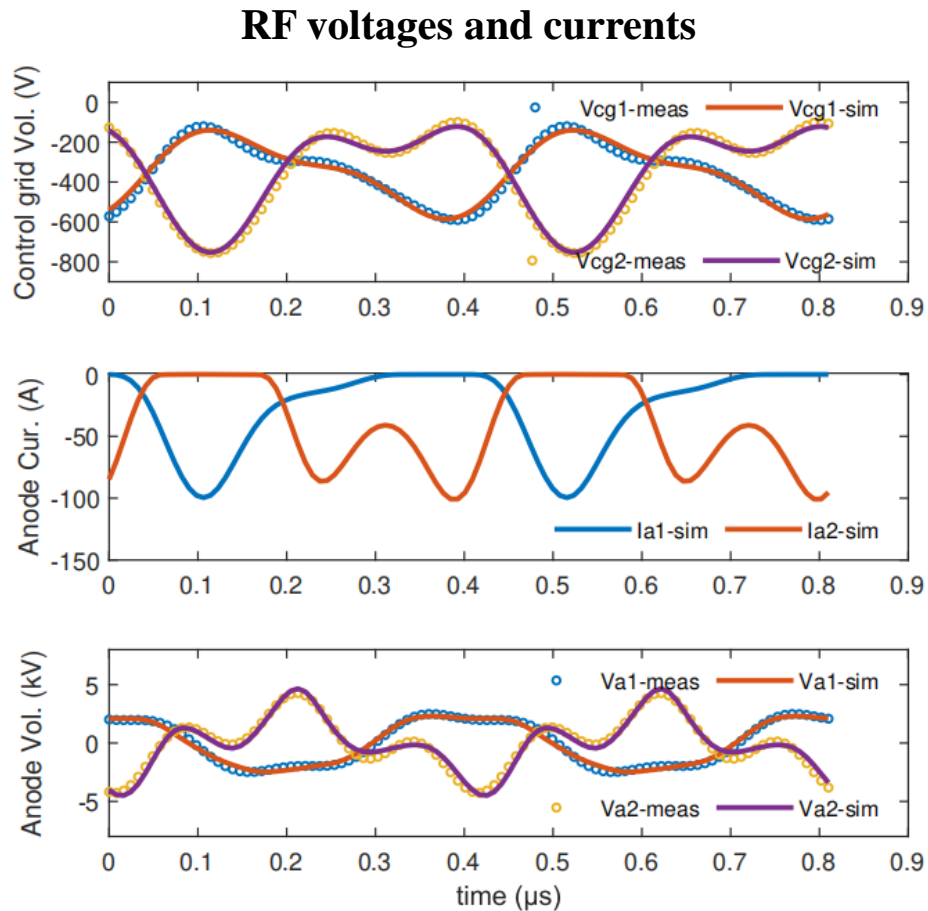 RF voltages and currents
Control grid Vol. (V)
0
-200
-400
-600
-800
Vcg1-meas
Vcg1-sim
Vcg2-meas
Vcg2-sim
0 0.1 0.2 0.3 0.4 0.5 0.6 0.7 0.8 0.9
Anode Cur. (A)
0
-50
-100
-150
Ia1-sim
Ia2-sim
0 0.1 0.2 0.3 0.4 0.5 0.6 0.7 0.8 0.9
Anode Vol. (kV)
5
0
-5
Va1-meas
Va1-sim
Va2-meas
Va2-sim
0 0.1 0.2 0.3 0.4 0.5 0.6 0.7 0.8 0.9
time (μs)